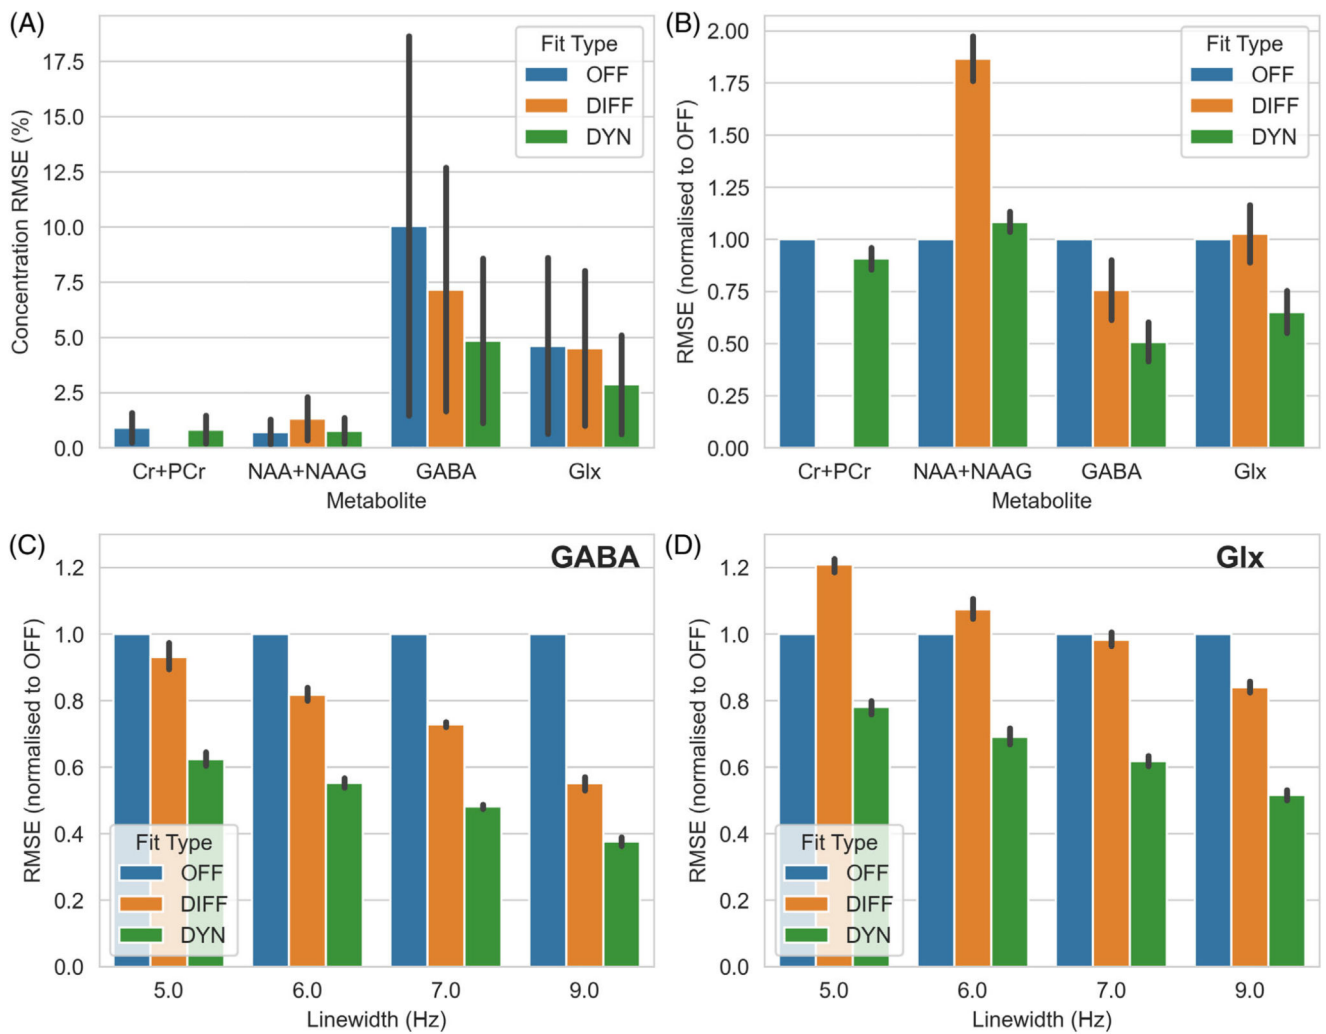 (A)
Concentration RMSE (%)
17.5
15.0
12.5
10.0
7.5
5.0
2.5
0.0
Fit Type
OFF
DIFF
DYN
Cr+PCr NAA+NAAG GABA Glx
Metabolite
(B)
RMSE (normalised to OFF)
2.00
1.75
1.50
1.25
1.00
0.75
0.50
0.25
0.00
Fit Type
OFF
DIFF
DYN
Cr+PCr NAA+NAAG GABA Glx
Metabolite
(C)
GABA
RMSE (normalised to OFF)
1.2
1.0
0.8
0.6
0.4
0.2
0.0
Fit Type
OFF
DIFF
DYN
5.0 6.0 7.0 9.0
Linewidth (Hz)
(D)
Glx
RMSE (normalised to OFF)
1.2
1.0
0.8
0.6
0.4
0.2
0.0
Fit Type
OFF
DIFF
DYN
5.0 6.0 7.0 9.0
Linewidth (Hz)